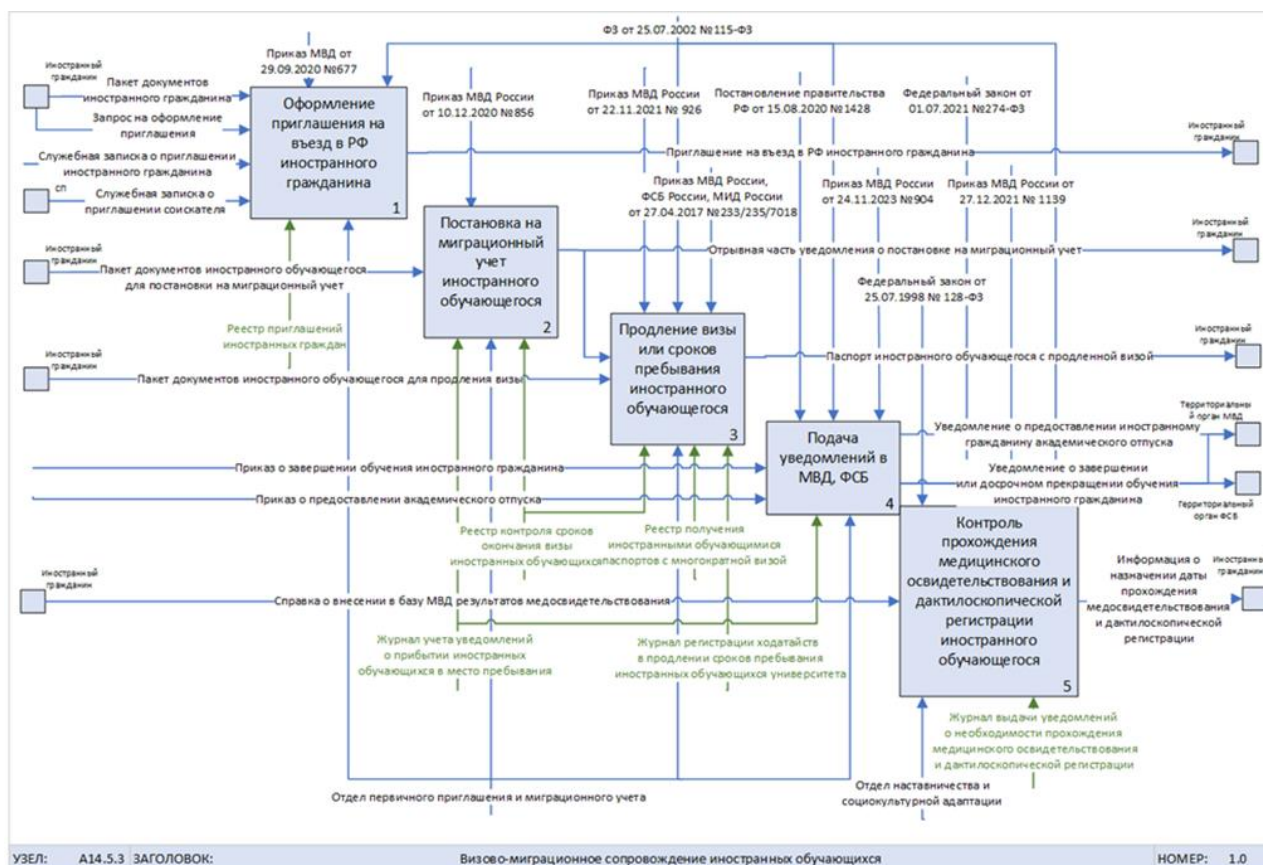 ФЗ от 25.07.2002 №115-ФЗ
Приказ МВД от
29.09.2020 №677
Иностранный
гражданин
Пакет документов
иностранного гражданина
Запрос на оформление
приглашения
Служебная записка о приглашении
иностранного гражданина
СП
Служебная записка о
приглашении соискателя
Оформление
приглашения на
въезд в РФ
иностранного
гражданина
1
Приказ МВД России
от 10.12.2020 №856
Приказ МВД России
от 22.11.2021 № 926
Постановление правительства
РФ от 15.08.2020 №1428
Федеральный закон от
01.07.2021 №274-ФЗ
Иностранный
гражданин
Приглашение на въезд в РФ иностранного гражданина
Приказ МВД России,
ФСБ России, МИД России
от 27.04.2017 №233/235/7018
Приказ МВД России
от 24.11.2023 №904
Приказ МВД России от
27.12.2021 № 1139
Постановка на
миграционный
учет
иностранного
обучающегося
2
Иностранный
гражданин
Отрывная часть уведомления о постановке на миграционный учет
Иностранный
гражданин
Пакет документов иностранного обучающегося
для постановки на миграционный учет
Федеральный закон от
25.07.1998 № 128-ФЗ
Реестр приглашений
иностранных граждан
Продление визы
или сроков
пребывания
иностранного
обучающегося
3
Иностранный
гражданин
Паспорт иностранного обучающегося с продленной визой
Иностранный
гражданин
Пакет документов иностранного обучающегося для продления визы
Территориальны
й орган МВД
Уведомление о предоставлении иностранному
гражданину академического отпуска
Подача
уведомлений в
МВД, ФСБ
4
Приказ о завершении обучения иностранного гражданина
Уведомление о завершении
или досрочном прекращении обучения
иностранного гражданина
Приказ о предоставлении академического отпуска
Территориальный
орган ФСБ
Реестр контроля сроков
окончания визы
иностранных обучающихся
Реестр получения
иностранными обучающимися
паспортов с многократной визой
Контроль
прохождения
медицинского
освидетельствования и
дактилоскопической
регистрации
иностранного
обучающегося
5
Иностранный
гражданин
Справка о внесении в базу МВД результатов медосвидетельствования
Информация о
назначении даты
прохождения
медосвидетельствования
и дактилоскопической
регистрации
Иностранный
гражданин
Журнал учета уведомлений
о прибытии иностранных
обучающихся в место пребывания
Журнал регистрации ходатайств
в продлении сроков пребывания
иностранных обучающихся университета
Журнал выдачи уведомлений
о необходимости прохождения
медицинского освидетельствования
и дактилоскопической регистрации
Отдел первичного приглашения и миграционного учета
Отдел наставничества и
социокультурной адаптации
УЗЕЛ: А14.5.3 ЗАГОЛОВОК: Визово-миграционное сопровождение иностранных обучающихся НОМЕР: 1.0